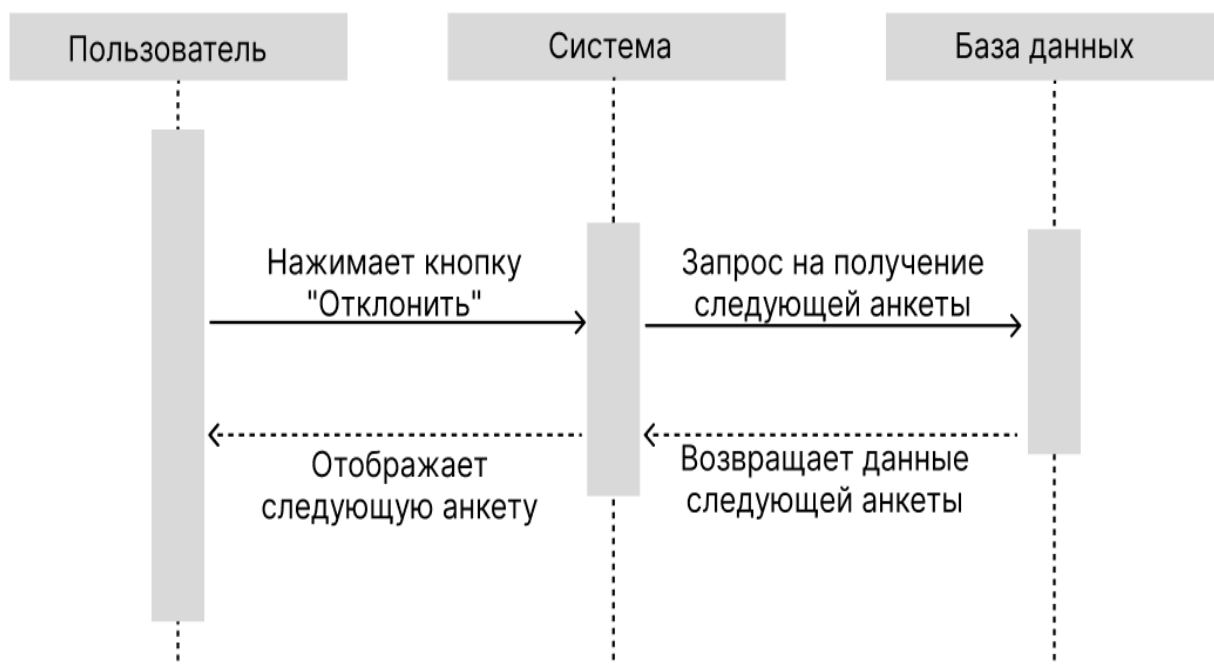 Пользователь
Система
База данных
Нажимает кнопку
"Отклонить"
Запрос на получение
следующей анкеты
Отображает
следующую анкету
Возвращает данные
следующей анкеты